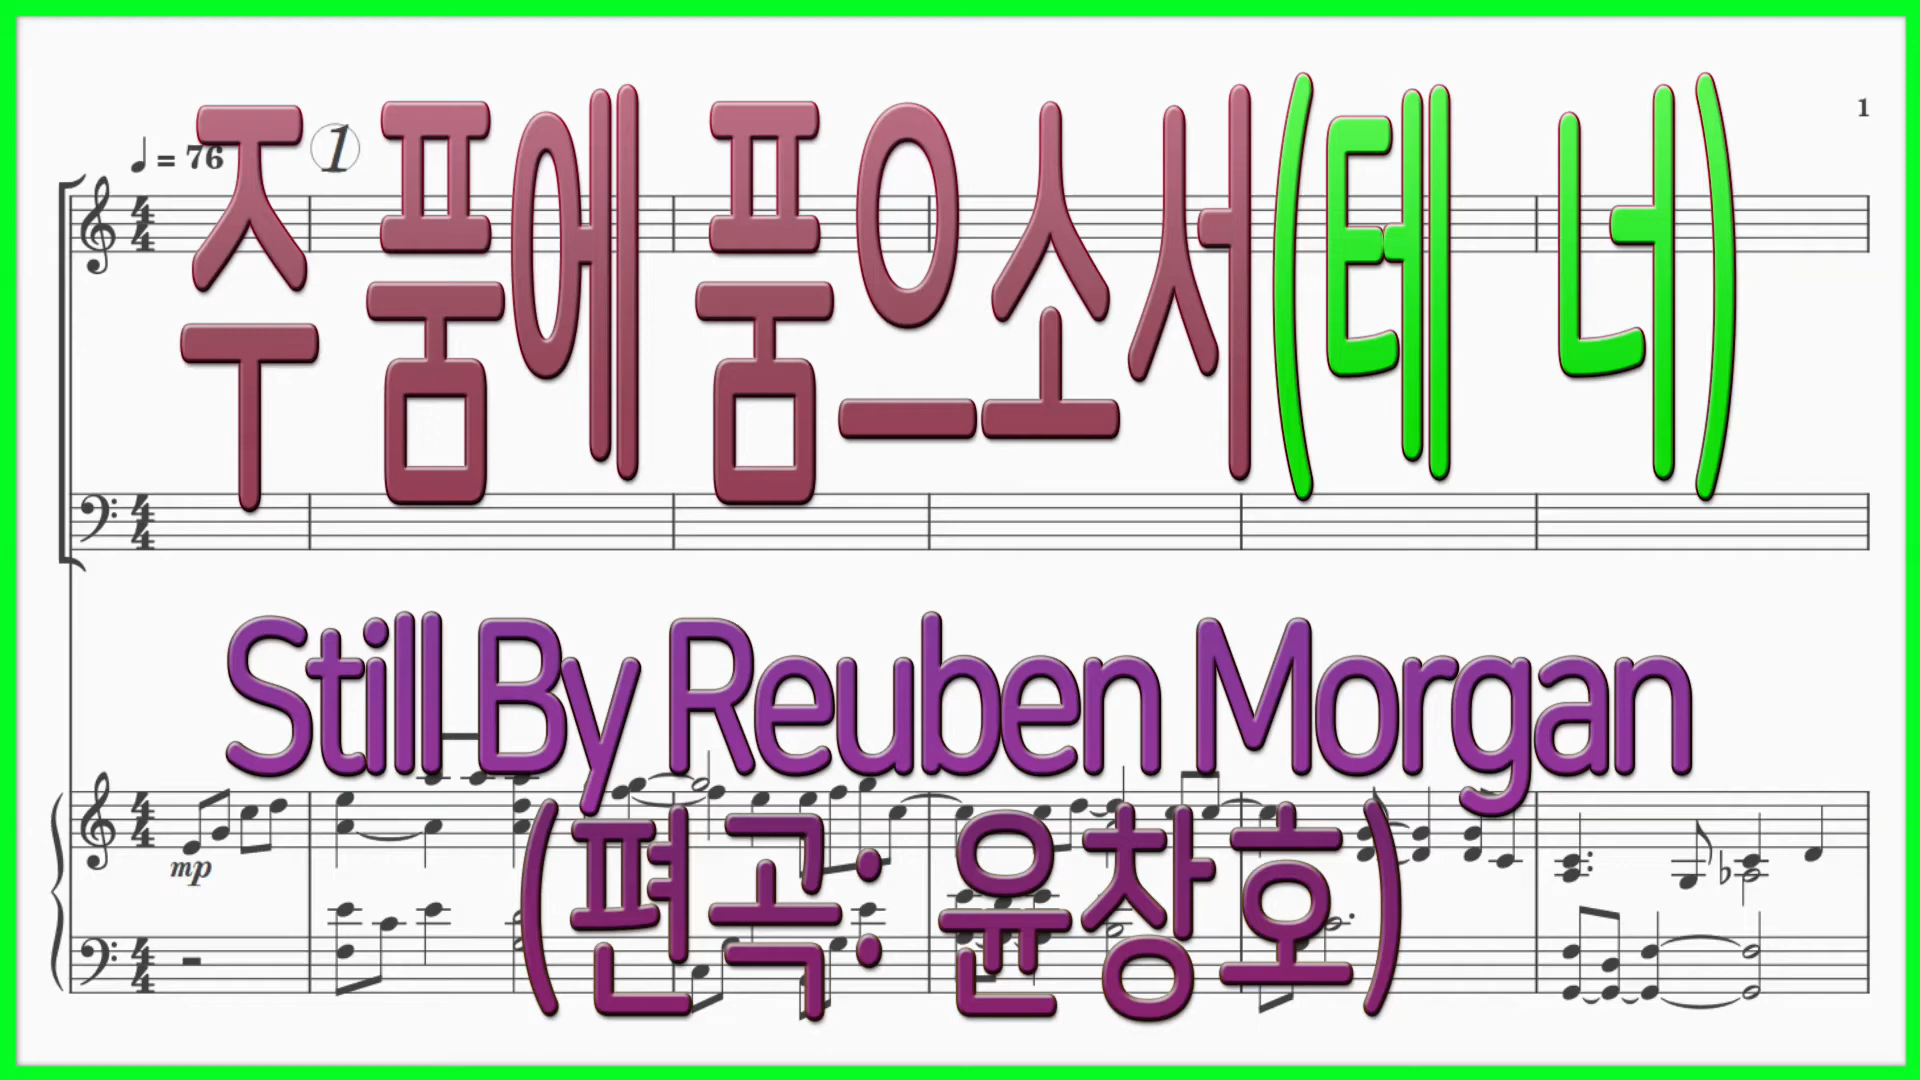 1
♩ = 76
1
주 품에 품으소서(테 너)
Still By Reuben Morgan
mp
(편곡: 윤창호)